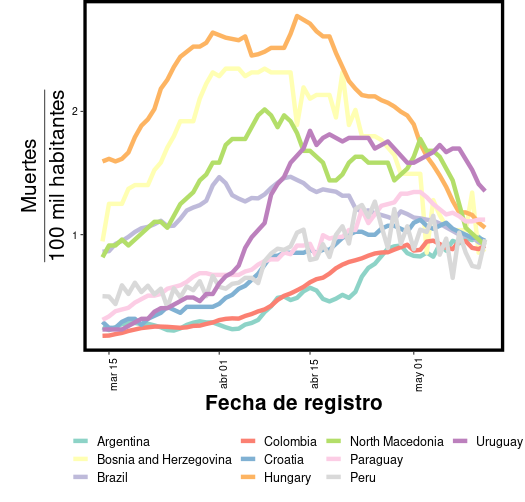 Muertes
100 mil habitantes
2
1
mar 15
abr 01
abr 15
may 01
Fecha de registro
Argentina
Colombia
North Macedonia
Uruguay
Bosnia and Herzegovina
Croatia
Paraguay
Brazil
Hungary
Peru